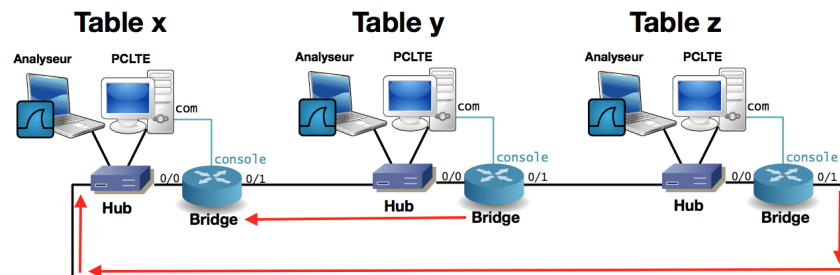 Table x Table y Table z
Analyseur PCLTE Analyseur PCLTE Analyseur PCLTE
com com com
console console console
0/0 0/1 0/0 0/1 0/0 0/1
Hub Bridge Hub Bridge Hub Bridge